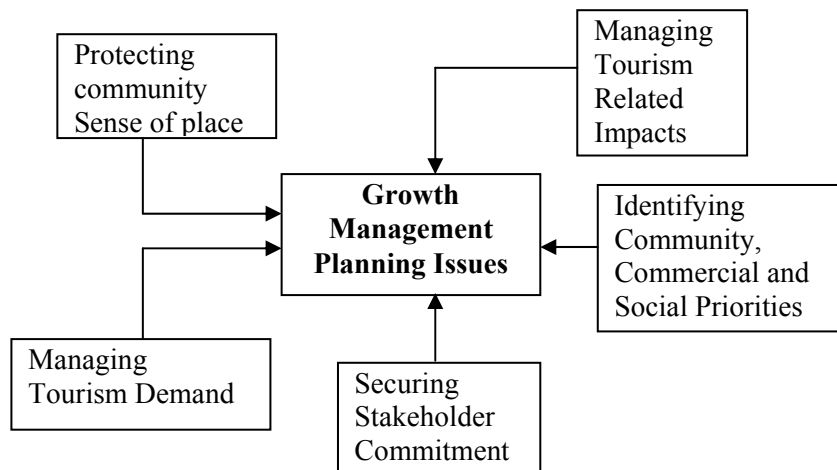 Protecting
community
Sense of place
Managing
Tourism
Related
Impacts
Growth
Management
Planning Issues
Identifying
Community,
Commercial and
Social Priorities
Managing
Tourism Demand
Securing
Stakeholder
Commitment